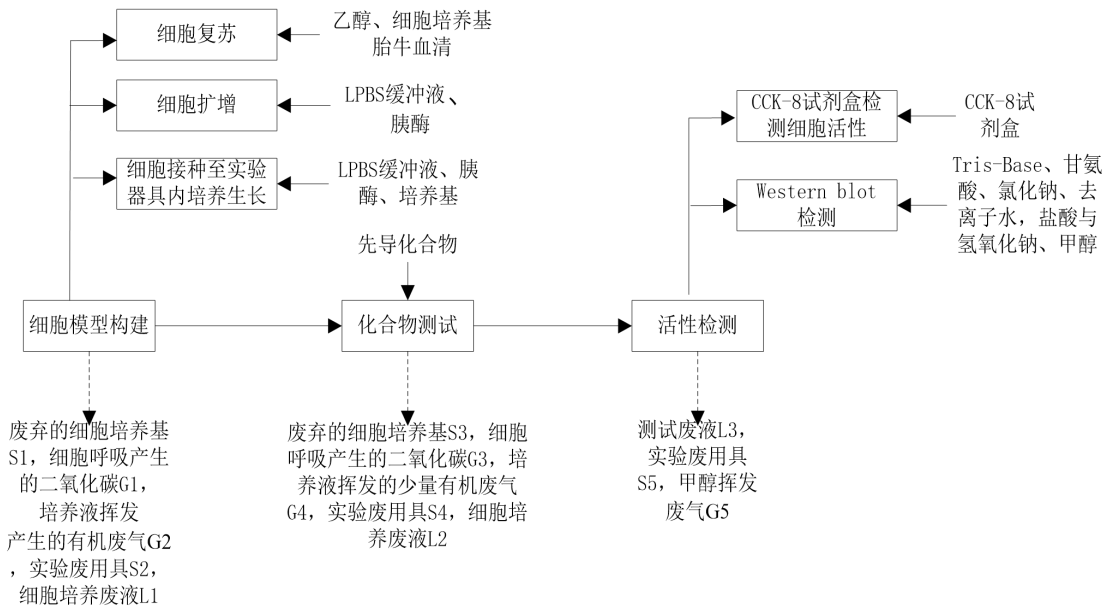 细胞复苏
乙醇、细胞培养基
胎牛血清
细胞扩增
LPBS缓冲液、
胰酶
细胞接种至实验
器具内培养生长
LPBS缓冲液、胰
酶、培养基
CCK-8试剂盒检
测细胞活性
CCK-8试
剂盒
Western blot
检测
Tris-Base、甘氨
酸、氯化钠、去
离子水，盐酸与
氢氧化钠、甲醇
先导化合物
细胞模型构建
化合物测试
活性检测
废弃的细胞培养基
S1，细胞呼吸产生
的二氧化碳G1，
培养液挥发
产生的有机废气G2
，实验废用具S2，
细胞培养废液L1
废弃的细胞培养基S3，细胞
呼吸产生的二氧化碳G3，培
养液挥发的少量有机废气
G4，实验废用具S4，细胞培
养废液L2
测试废液L3，
实验废用具
S5，甲醇挥发
废气G5